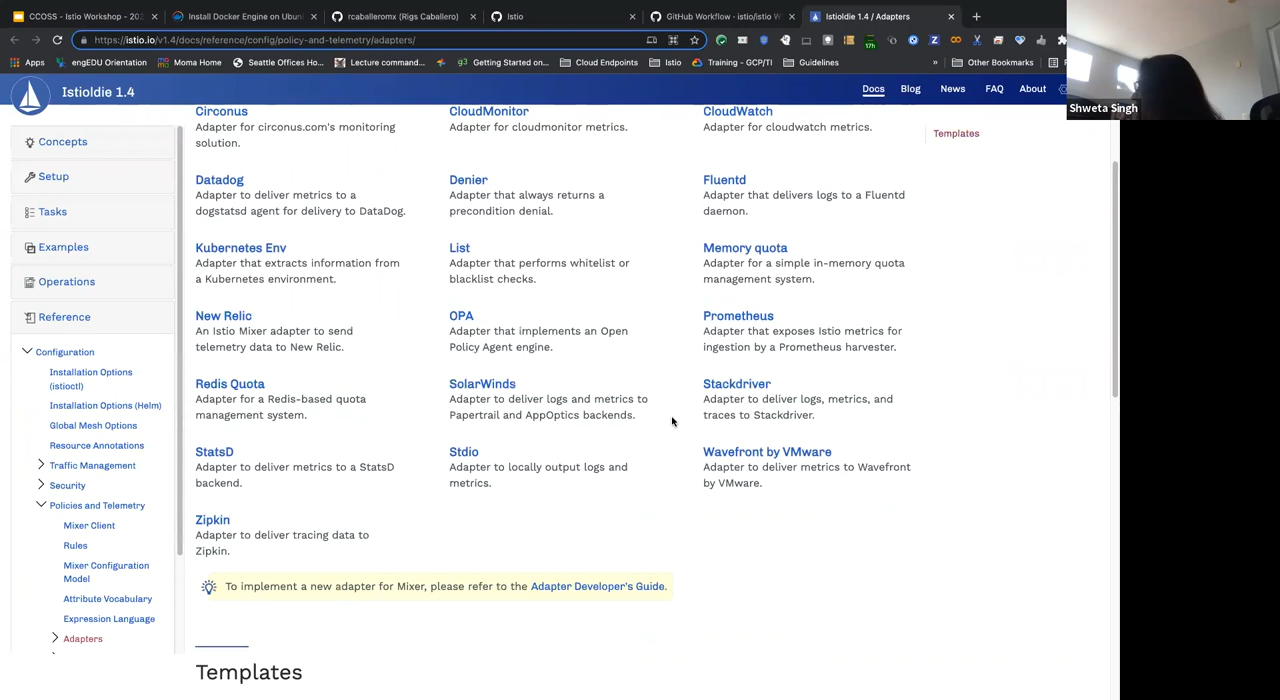 CCOSS - Istio Workshop - 202
Install Docker Engine on Ubun
rcaballeromx (Rigs Caballero)
Istio
GitHub Workflow - istio/istio W
Istioldie 1.4 / Adapters
https://istio.io/v1.4/docs/reference/config/policy-and-telemetry/adapters/
17h
Apps
engEDU Orientation
Moma Home
Seattle Offices Ho...
Lecture command...
g3 Getting Started on...
Cloud Endpoints
Istio
Training - GCP/TI
Guidelines
»
Other Bookmarks
Istioldie 1.4
Docs
Blog
News
FAQ
About
Shweta Singh
Concepts
Setup
Tasks
Examples
Operations
Reference
Configuration
Installation Options
(istioctl)
Installation Options (Helm)
Global Mesh Options
Resource Annotations
Traffic Management
Security
Policies and Telemetry
Mixer Client
Rules
Mixer Configuration
Model
Attribute Vocabulary
Expression Language
Adapters
Circonus
Adapter for circonus.com's monitoring
solution.
CloudMonitor
Adapter for cloudmonitor metrics.
CloudWatch
Adapter for cloudwatch metrics.
Datadog
Adapter to deliver metrics to a
dogstatsd agent for delivery to DataDog.
Denier
Adapter that always returns a
precondition denial.
Fluentd
Adapter that delivers logs to a Fluentd
daemon.
Kubernetes Env
Adapter that extracts information from
a Kubernetes environment.
List
Adapter that performs whitelist or
blacklist checks.
Memory quota
Adapter for a simple in-memory quota
management system.
New Relic
An Istio Mixer adapter to send
telemetry data to New Relic.
OPA
Adapter that implements an Open
Policy Agent engine.
Prometheus
Adapter that exposes Istio metrics for
ingestion by a Prometheus harvester.
Redis Quota
Adapter for a Redis-based quota
management system.
SolarWinds
Adapter to deliver logs and metrics to
Papertrail and AppOptics backends.
Stackdriver
Adapter to deliver logs, metrics, and
traces to Stackdriver.
StatsD
Adapter to deliver metrics to a StatsD
backend.
Stdio
Adapter to locally output logs and
metrics.
Wavefront by VMware
Adapter to deliver metrics to Wavefront
by VMware.
Zipkin
Adapter to deliver tracing data to
Zipkin.
To implement a new adapter for Mixer, please refer to the Adapter Developer's Guide.
Templates
Templates